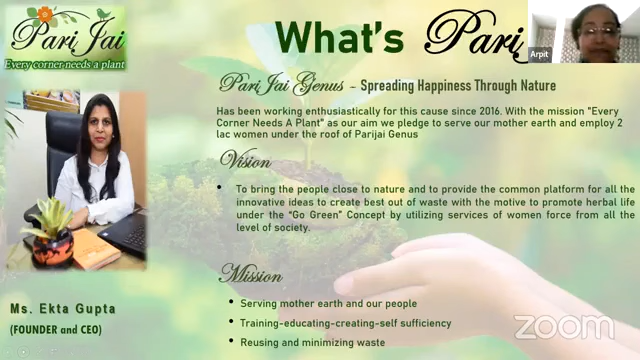 Pari Jai
Every corner needs a plant
What's Pari
Arpit
Pari Jai Genus - Spreading Happiness Through Nature
Has been working enthusiastically for this cause since 2016. With the mission "Every
Corner Needs A Plant" as our aim we pledge to serve our mother earth and employ 2
lac women under the roof of Parijai Genus
Vision
• To bring the people close to nature and to provide the common platform for all the
innovative ideas to create best out of waste with the motive to promote herbal life
under the "Go Green" Concept by utilizing services of women force from all the
level of society.
Mission
• Serving mother earth and our people
• Training-educating-creating-self sufficiency
• Reusing and minimizing waste
Ms. Ekta Gupta
(FOUNDER and CEO)
zoom